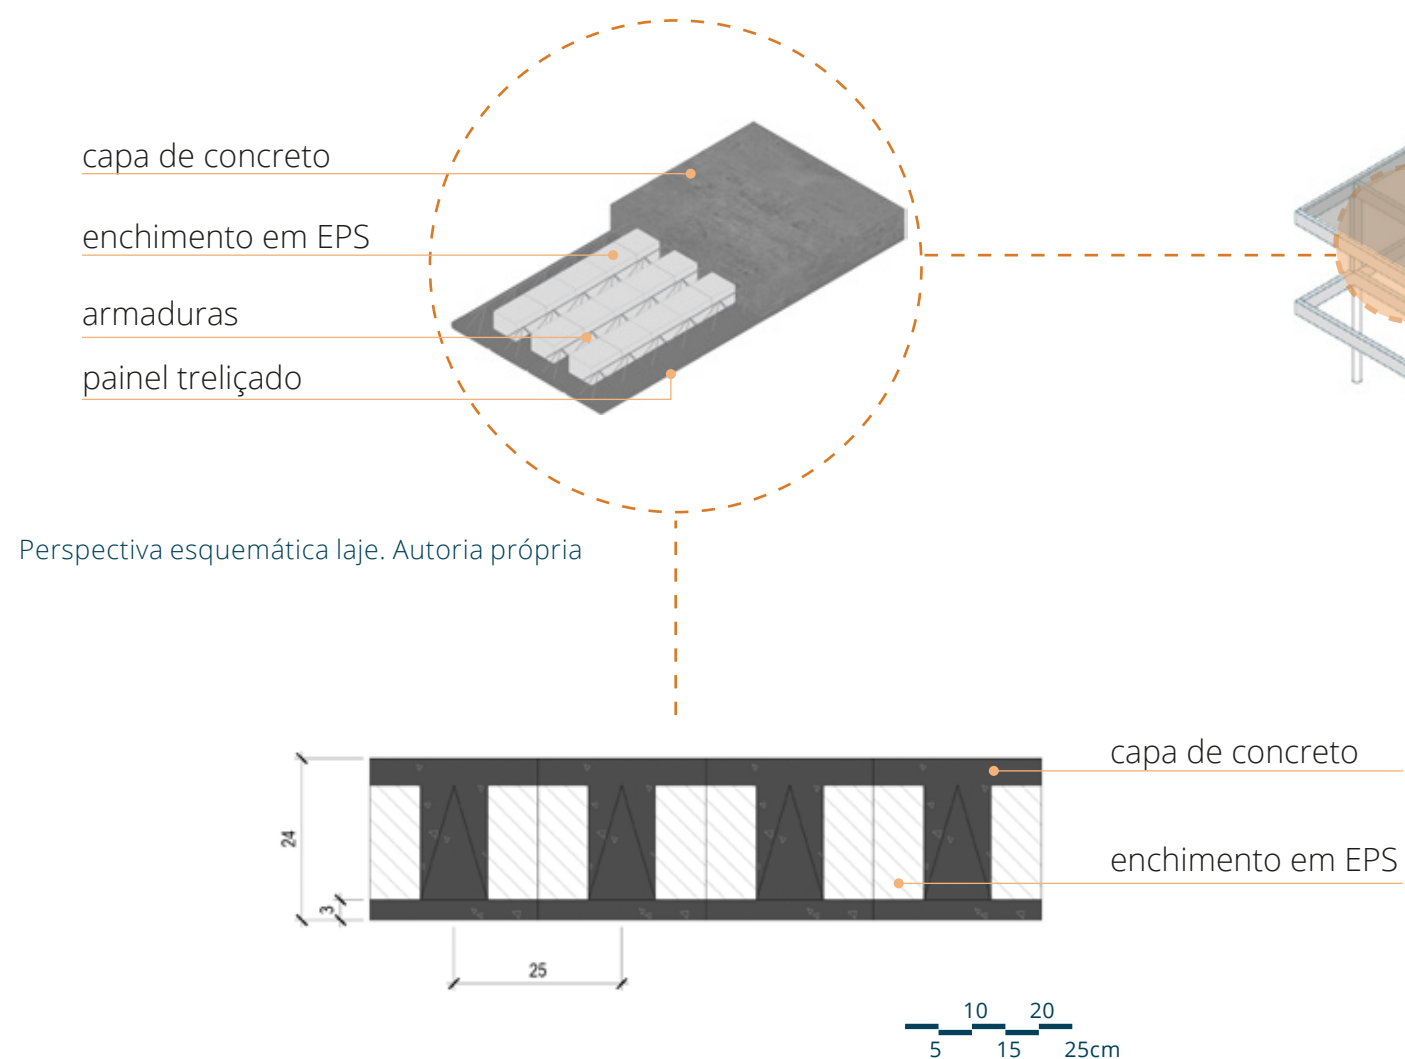 capa de concreto
enchimento em EPS
armaduras
painel treliçado
Perspectiva esquemática laje. Autoria própria
capa de concreto
enchimento em EPS
24
3
25
10 20
5 15 25cm